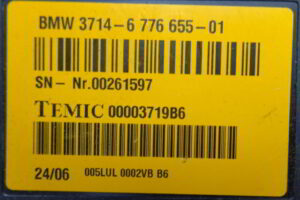 BMW 3714-6 776 655-01
SN- Nr.00261597
TEMIC 00003719B6
24/06 005LUL 0002VB B6